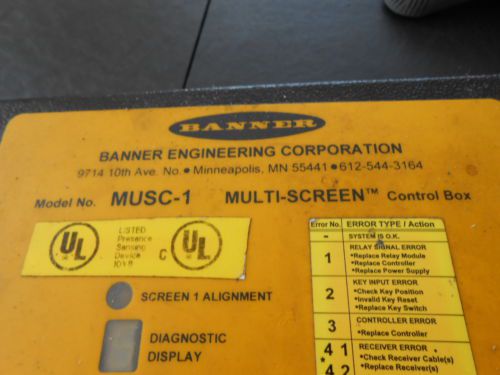 BANNER
BANNER ENGINEERING CORPORATION
9714 10th Ave. No. • Minneapolis, MN 55441 • 612-544-3164
Model No. MUSC-1 MULTI-SCREEN™ Control Box
UL
LISTED
Presence
Sensing
Device
10Y8
C UL
SCREEN 1 ALIGNMENT
DIAGNOSTIC
DISPLAY
Error No. ERROR TYPE / Action
- SYSTEM IS O.K.
1 RELAY SIGNAL ERROR
•Replace Relay Module
•Replace Controller
•Replace Power Supply
2 KEY INPUT ERROR
•Check Key Position
•Invalid Key Reset
•Replace Key Switch
3 CONTROLLER ERROR
•Replace Controller
4 1 RECEIVER ERROR
* •Check Receiver Cable(s)
4 2 •Replace Receiver(s)